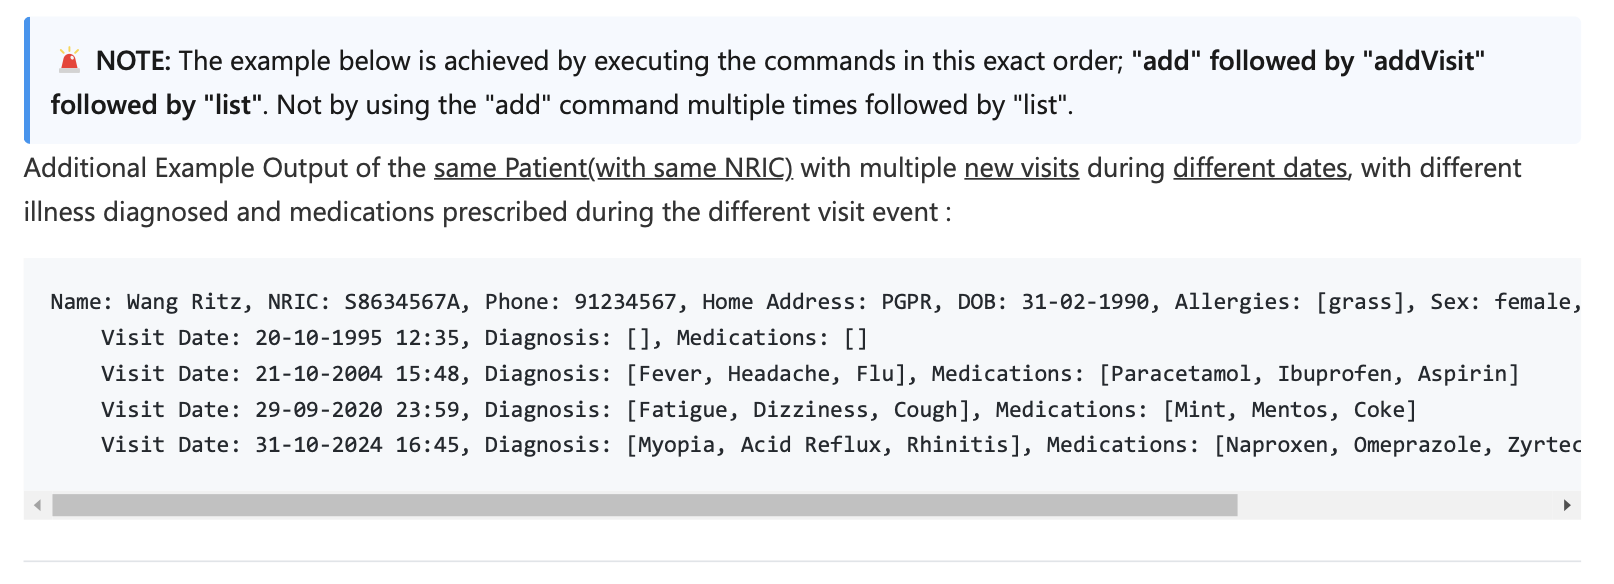 🚨 NOTE: The example below is achieved by executing the commands in this exact order; "add" followed by "addVisit"
followed by "list". Not by using the "add" command multiple times followed by "list".
Additional Example Output of the same Patient(with same NRIC) with multiple new visits during different dates, with different
illness diagnosed and medications prescribed during the different visit event :
Name: Wang Ritz, NRIC: S8634567A, Phone: 91234567, Home Address: PGPR, DOB: 31-02-1990, Allergies: [grass], Sex: female,
Visit Date: 20-10-1995 12:35, Diagnosis: [], Medications: []
Visit Date: 21-10-2004 15:48, Diagnosis: [Fever, Headache, Flu], Medications: [Paracetamol, Ibuprofen, Aspirin]
Visit Date: 29-09-2020 23:59, Diagnosis: [Fatigue, Dizziness, Cough], Medications: [Mint, Mentos, Coke]
Visit Date: 31-10-2024 16:45, Diagnosis: [Myopia, Acid Reflux, Rhinitis], Medications: [Naproxen, Omeprazole, Zyrtec